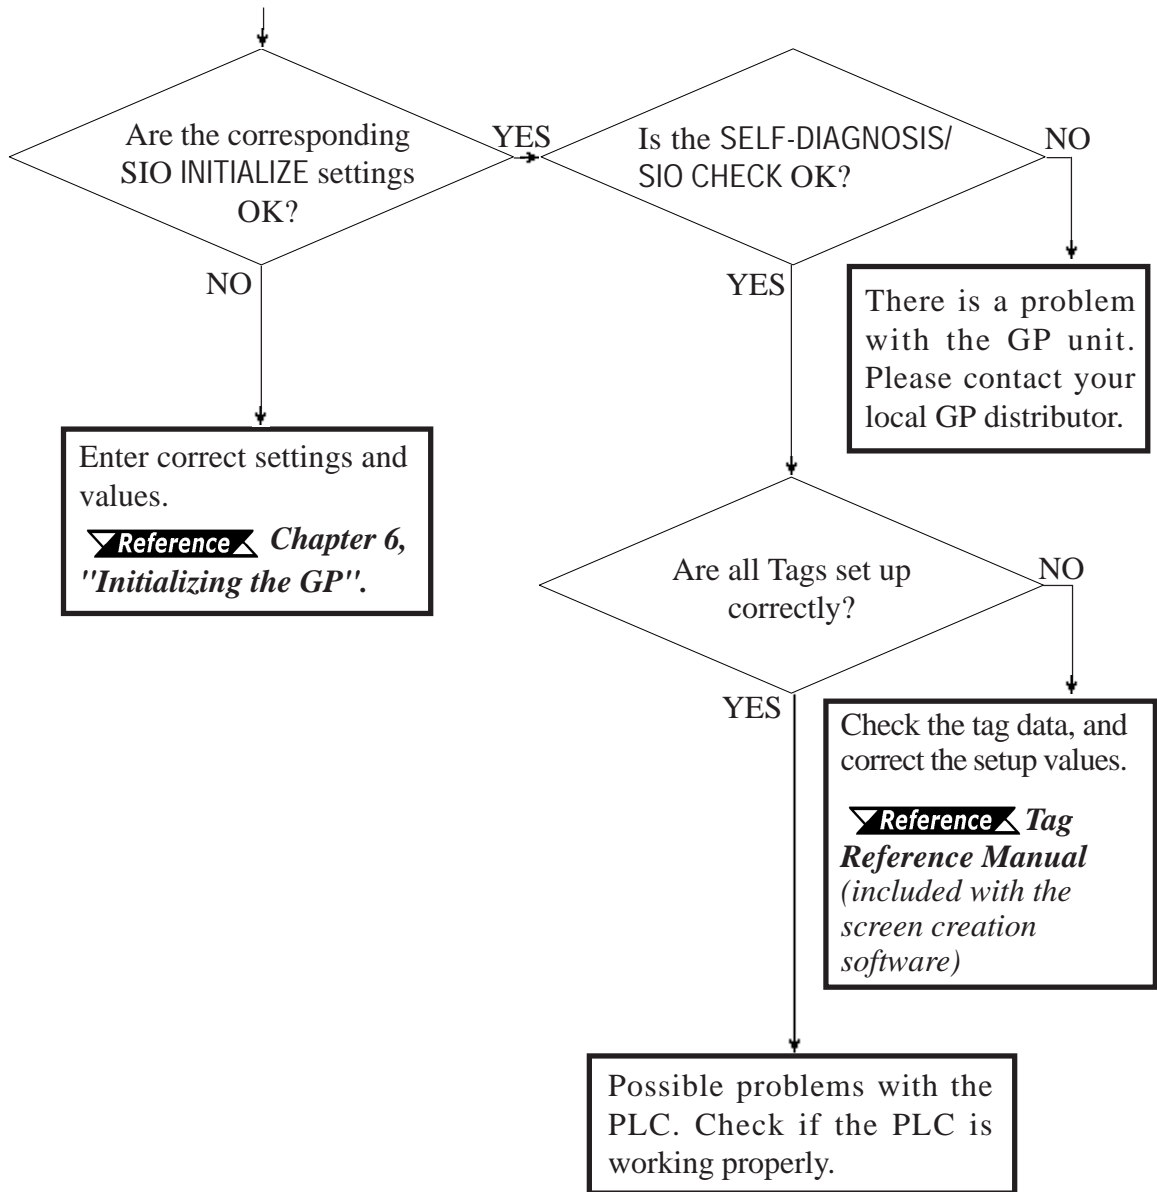 Are the corresponding
SIO INITIALIZE settings
OK?
YES
NO
Is the SELF-DIAGNOSIS/
SIO CHECK OK?
NO
YES
There is a problem
with the GP unit.
Please contact your
local GP distributor.
Enter correct settings and
values.
Reference Chapter 6,
"Initializing the GP".
Are all Tags set up
correctly?
NO
YES
Check the tag data, and
correct the setup values.
Reference Tag
Reference Manual
(included with the
screen creation
software)
Possible problems with the
PLC. Check if the PLC is
working properly.